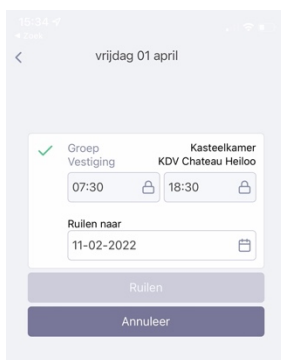 15:34
◀ Zoek
vrijdag 01 april
Groep Kasteelkamer
Vestiging KDV Chateau Heiloo
07:30 18:30
Ruilen naar
11-02-2022
Ruilen
Annuleer